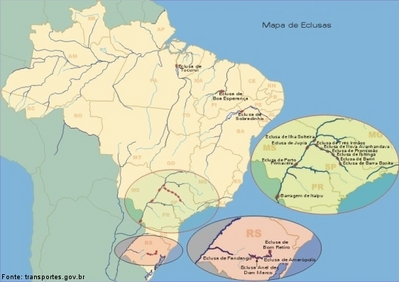 Mapa de Eclusas
AP
Eclusa de
Tucuruí
Eclusa de
Boa Esperança
Eclusa de
Sobradinho
Eclusa de Ilha Solteira
Eclusa de Jupiá
Eclusa de Três Irmãos
Eclusa de Nova Avanhandava
Eclusa de Promissão
Eclusa de Ibitinga
Eclusa de Bariri
Eclusa de Barra Bonita
Eclusa de Porto
Primavera
Barragem de Itaipu
MG
MS
SP
PR
RS
RS
Eclusa de
Bom Retiro
Eclusa de Fandango
Eclusa de Amarópolis
Eclusa Anel de
Dom Marco
Fonte: transportes.gov.br